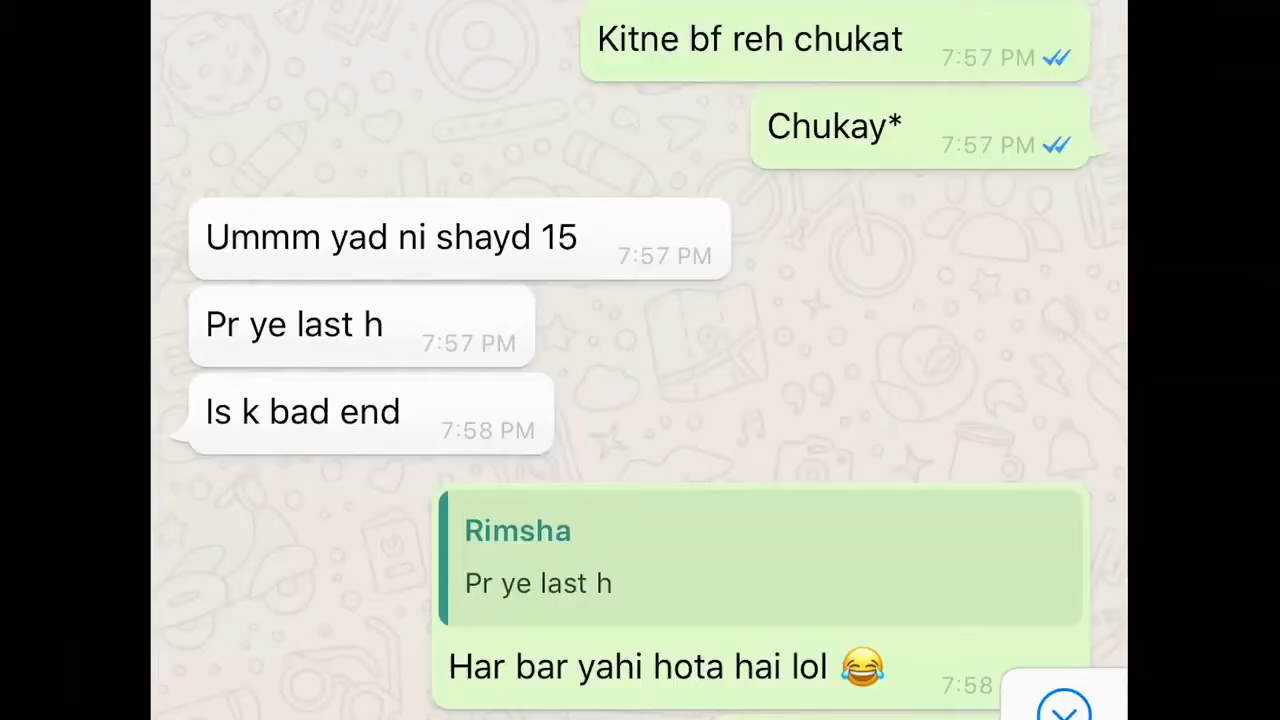 Kitne bf reh chukat
7:57 PM
Chukay*
7:57 PM
Ummm yad ni shayd 15
7:57 PM
Pr ye last h
7:57 PM
Is k bad end
7:58 PM
Rimsha
Pr ye last h
Har bar yahi hota hai lol 😂
7:58